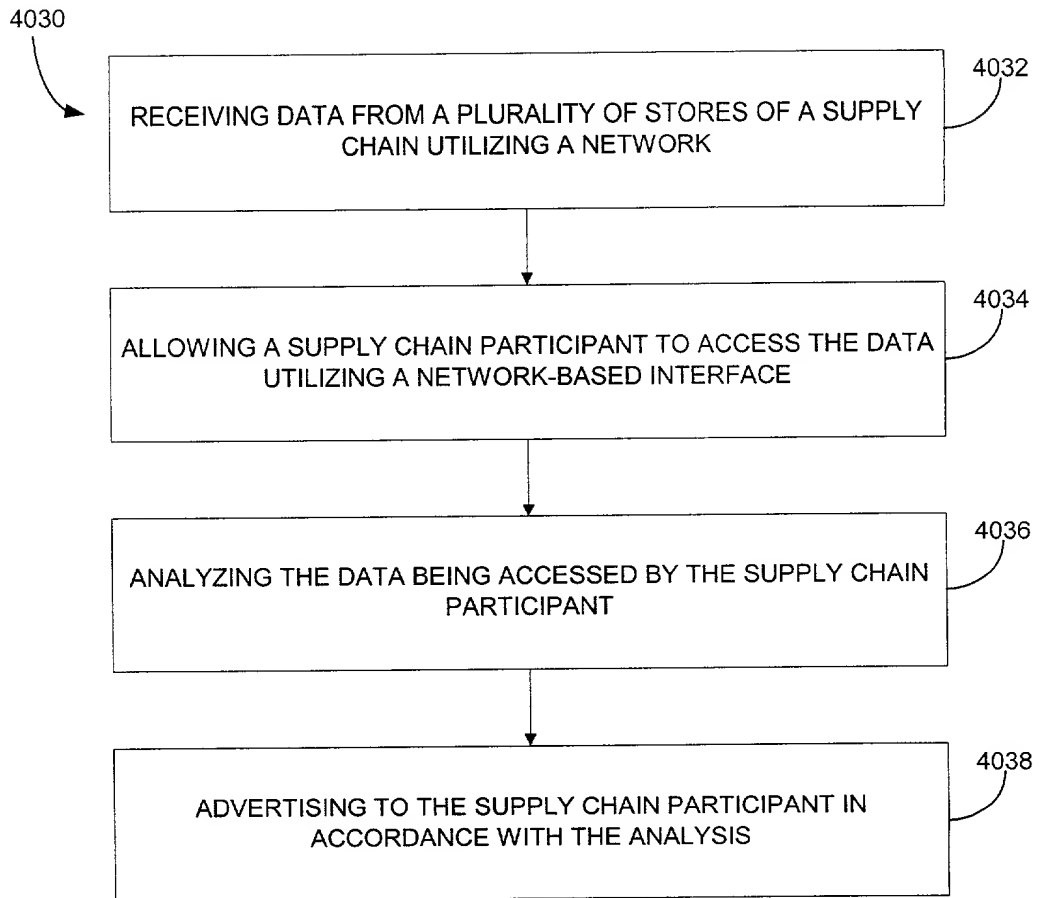 4030
4032
RECEIVING DATA FROM A PLURALITY OF STORES OF A SUPPLY
CHAIN UTILIZING A NETWORK
4034
ALLOWING A SUPPLY CHAIN PARTICIPANT TO ACCESS THE DATA
UTILIZING A NETWORK-BASED INTERFACE
4036
ANALYZING THE DATA BEING ACCESSED BY THE SUPPLY CHAIN
PARTICIPANT
4038
ADVERTISING TO THE SUPPLY CHAIN PARTICIPANT IN
ACCORDANCE WITH THE ANALYSIS